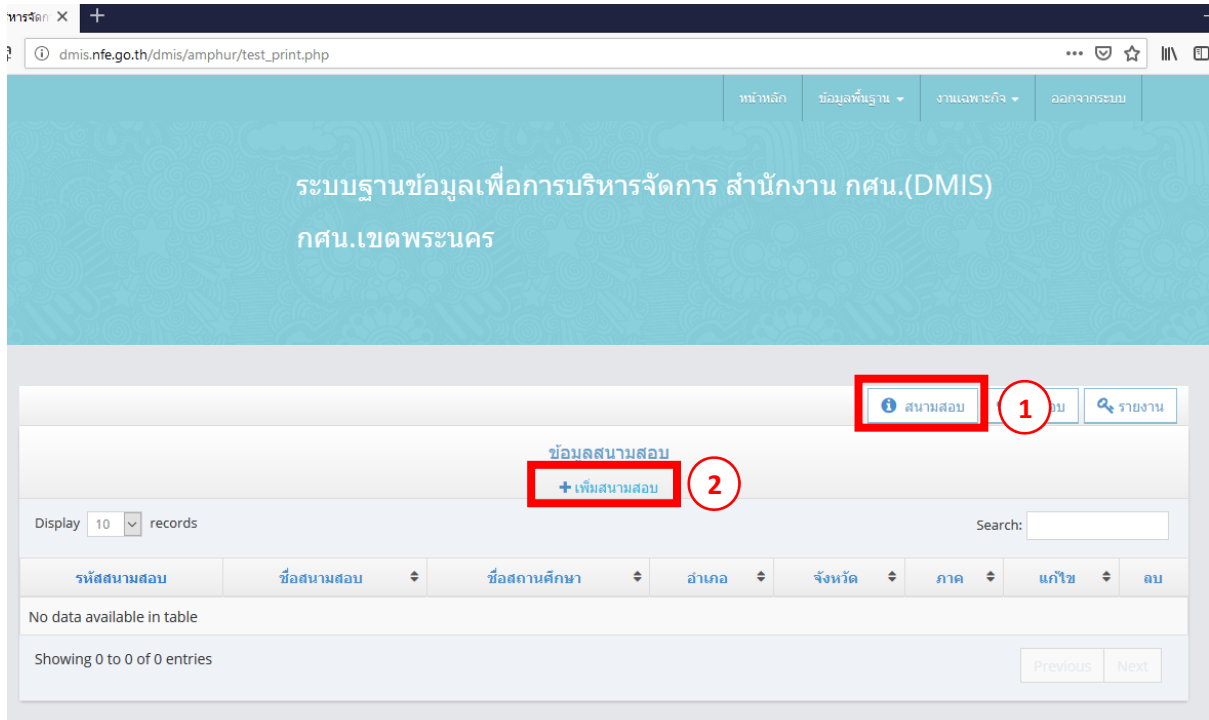 dmis.nfe.go.th/dmis/amphur/test_print.php
หน้าหลัก ข้อมูลพื้นฐาน งานเฉพาะกิจ ออกจากระบบ
ระบบฐานข้อมูลเพื่อการบริหารจัดการ สำนักงาน กศน.(DMIS)
กศน.เขตพระนคร
สนามสอบ 1 รายงาน
ข้อมูลสนามสอบ
+ เพิ่มสนามสอบ 2
Display 10 records Search:
รหัสสนามสอบ ชื่อสนามสอบ ชื่อสถานศึกษา อำเภอ จังหวัด ภาค แก้ไข ลบ
No data available in table
Showing 0 to 0 of 0 entries
Previous Next